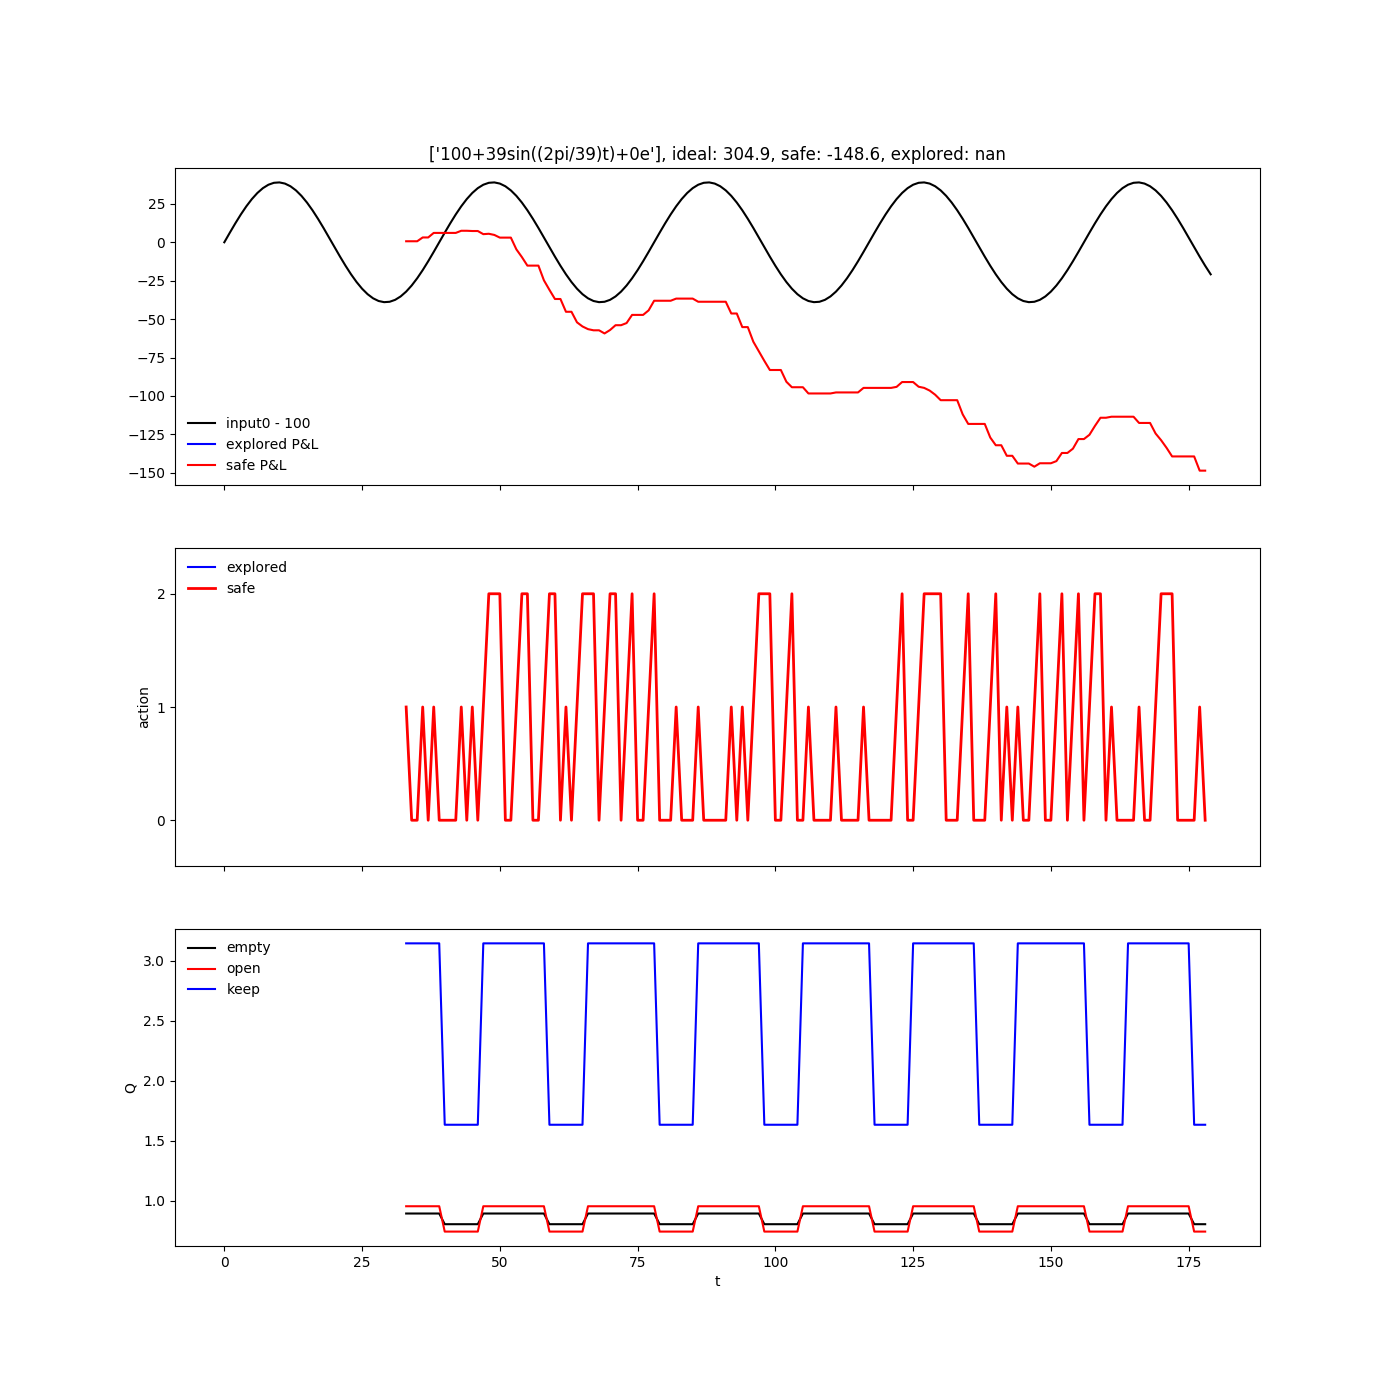 ['100+39sin((2pi/39)t)+0e'], ideal: 304.9, safe: -148.6, explored: nan
25
0
−25
−50
−75
−100
−125
−150
input0 - 100
explored P&L
safe P&L
explored
safe
2
1
0
action
empty
open
keep
3.0
2.5
2.0
1.5
1.0
Q
0 25 50 75 100 125 150 175
t